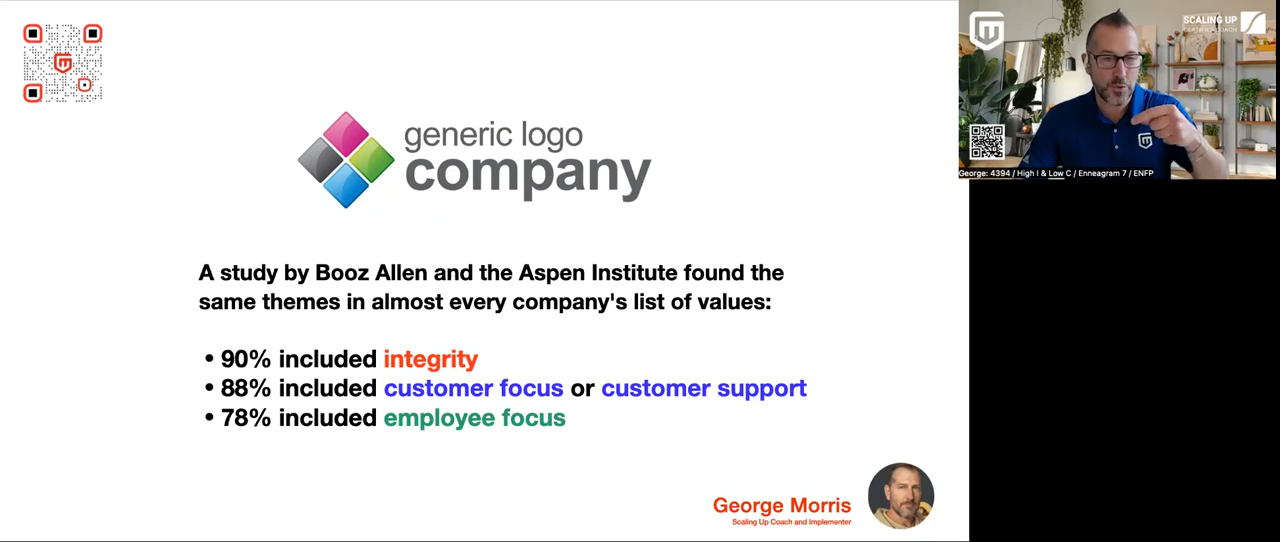 generic logo
company
A study by Booz Allen and the Aspen Institute found the
same themes in almost every company's list of values:
• 90% included integrity
• 88% included customer focus or customer support
• 78% included employee focus
George Morris
Scaling Up Coach and Implementer
SCALING UP
CERTIFIED COACH
George: 4394 / High I & Low C / Enneagram 7 / ENFP